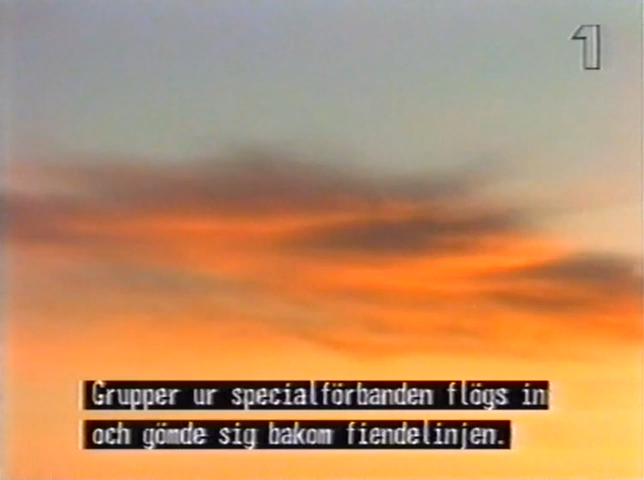 1
Grupper ur specialförbanden flögs in
och gömde sig bakom fiendelinjen.